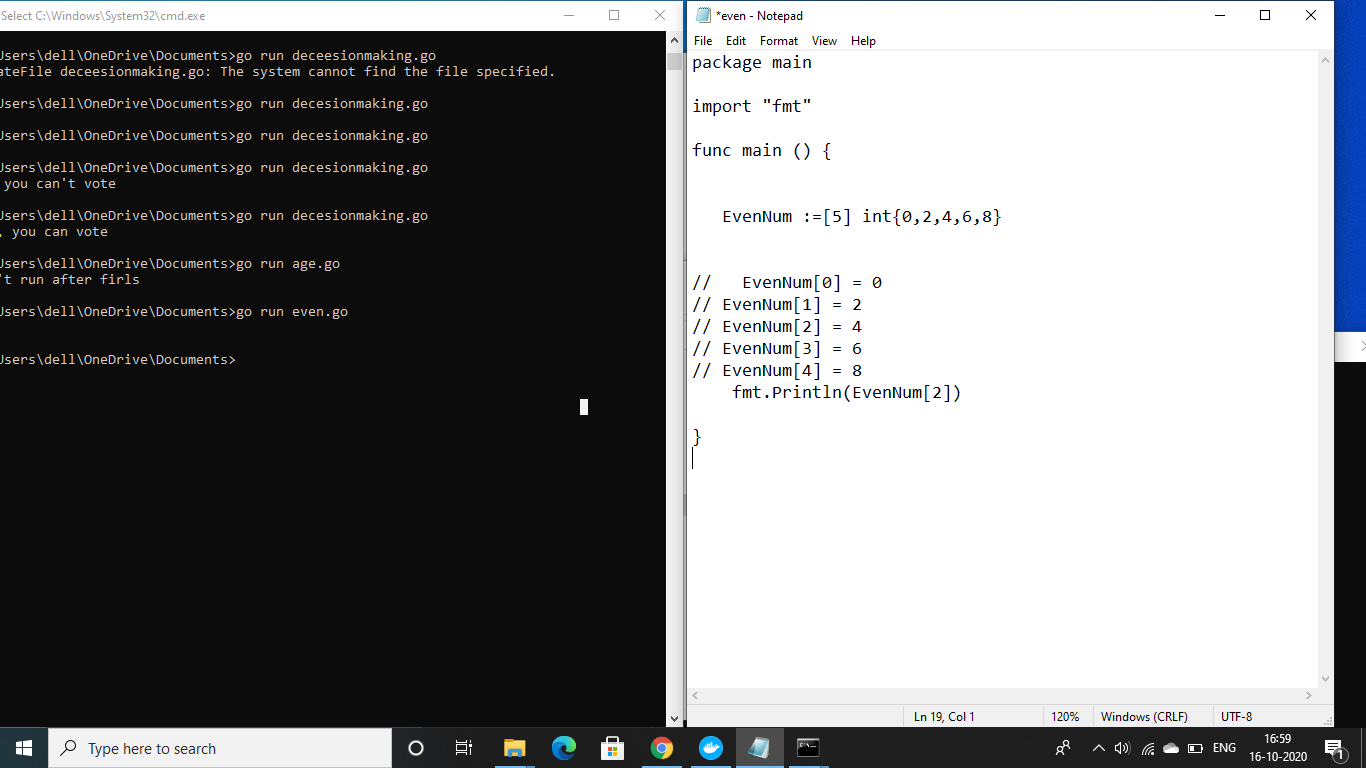 Select C:\Windows\System32\cmd.exe
Users\dell\OneDrive\Documents>go run deceesionmaking.go
ateFile deceesionmaking.go: The system cannot find the file specified.
Users\dell\OneDrive\Documents>go run decesionmaking.go
Users\dell\OneDrive\Documents>go run decesionmaking.go
Users\dell\OneDrive\Documents>go run decesionmaking.go
you can't vote
Users\dell\OneDrive\Documents>go run decesionmaking.go
, you can vote
Users\dell\OneDrive\Documents>go run age.go
't run after firls
Users\dell\OneDrive\Documents>go run even.go
Users\dell\OneDrive\Documents>
*even - Notepad
File Edit Format View Help
package main
import "fmt"
func main () {
EvenNum :=[5] int{0,2,4,6,8}
//   EvenNum[0] = 0
// EvenNum[1] = 2
// EvenNum[2] = 4
// EvenNum[3] = 6
// EvenNum[4] = 8
fmt.Println(EvenNum[2])
}
Ln 19, Col 1 120% Windows (CRLF) UTF-8
Type here to search
ENG
16:59
16-10-2020
1